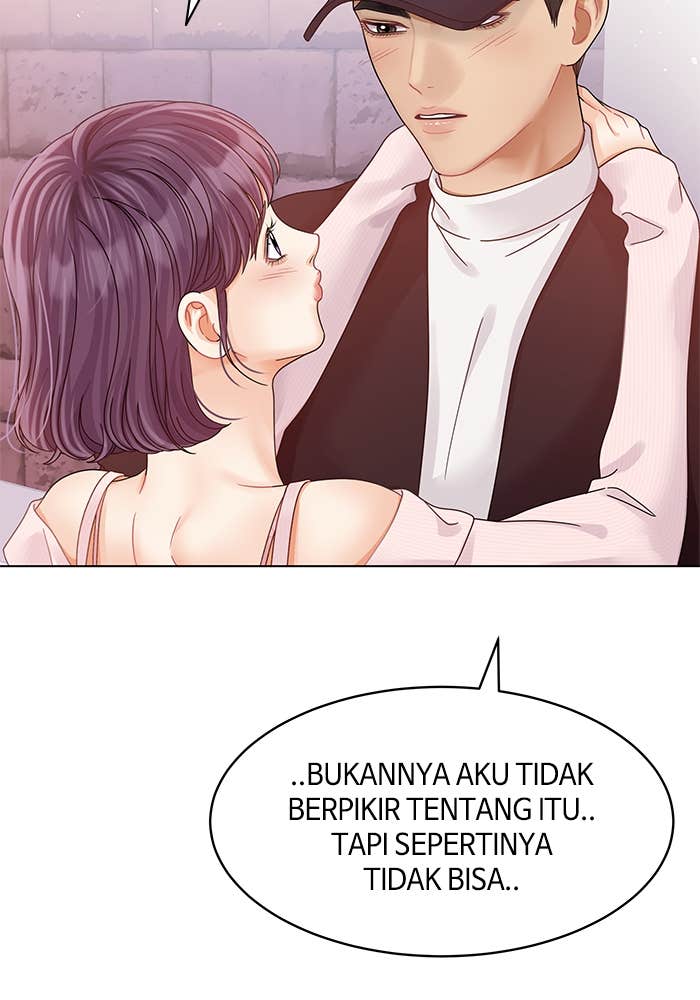 ..BUKANNYA AKU TIDAK
BERPIKIR TENTANG ITU..
TAPI SEPERTINYA
TIDAK BISA..